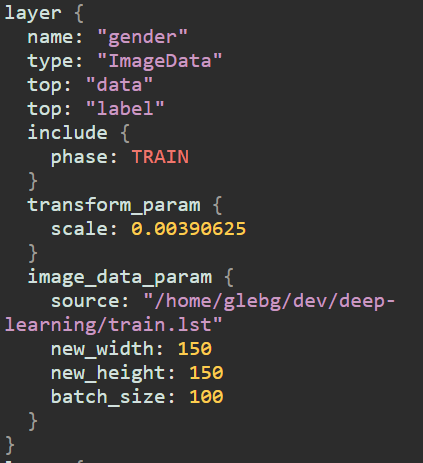 layer {
  name: "gender"
  type: "ImageData"
  top: "data"
  top: "label"
  include {
    phase: TRAIN
  }
  transform_param {
    scale: 0.00390625
  }
  image_data_param {
    source: "/home/glebg/dev/deep-
learning/train.lst"
    new_width: 150
    new_height: 150
    batch_size: 100
  }
}